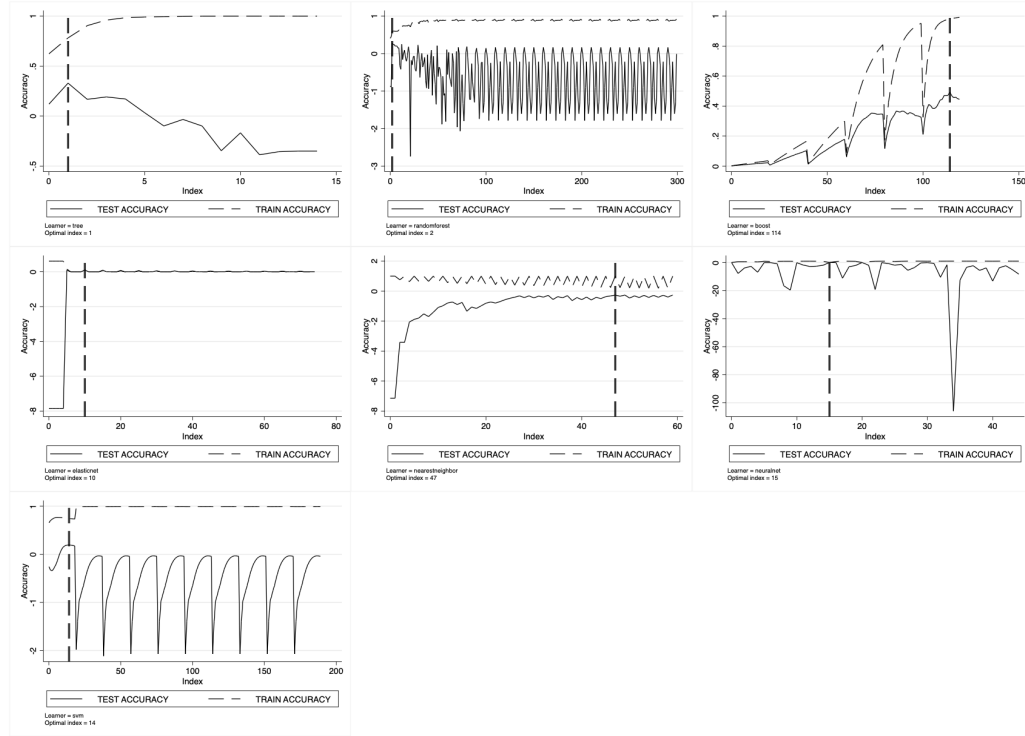 1
.5
0
-.5
Accuracy
0 5 10 15
Index
TEST ACCURACY TRAIN ACCURACY
Learner = tree
Optimal index = 1
1
0
-1
-2
-3
Accuracy
0 100 200 300
Index
TEST ACCURACY TRAIN ACCURACY
Learner = randomforest
Optimal index = 2
1
.8
.6
.4
.2
0
Accuracy
0 50 100 150
Index
TEST ACCURACY TRAIN ACCURACY
Learner = boost
Optimal index = 114
0
-2
-4
-6
-8
Accuracy
0 20 40 60 80
Index
TEST ACCURACY TRAIN ACCURACY
Learner = elasticnet
Optimal index = 10
2
0
-2
-4
-6
-8
Accuracy
0 20 40 60
Index
TEST ACCURACY TRAIN ACCURACY
Learner = nearestneighbor
Optimal index = 47
0
-20
-40
-60
-80
-100
Accuracy
0 10 20 30 40
Index
TEST ACCURACY TRAIN ACCURACY
Learner = neuralnet
Optimal index = 15
1
0
-1
-2
Accuracy
0 50 100 150 200
Index
TEST ACCURACY TRAIN ACCURACY
Learner = svm
Optimal index = 14